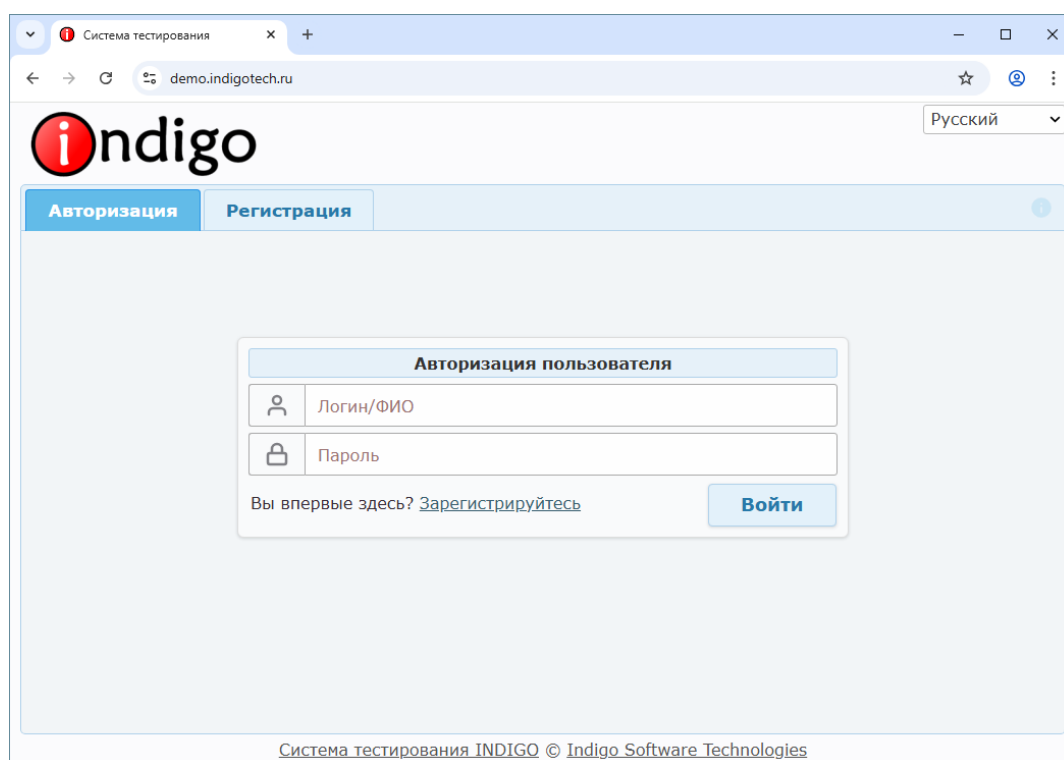 Система тестирования
demo.indigotech.ru
indigo
Русский
Авторизация
Регистрация
Авторизация пользователя
Логин/ФИО
Пароль
Вы впервые здесь? Зарегистрируйтесь
Войти
Система тестирования INDIGO © Indigo Software Technologies